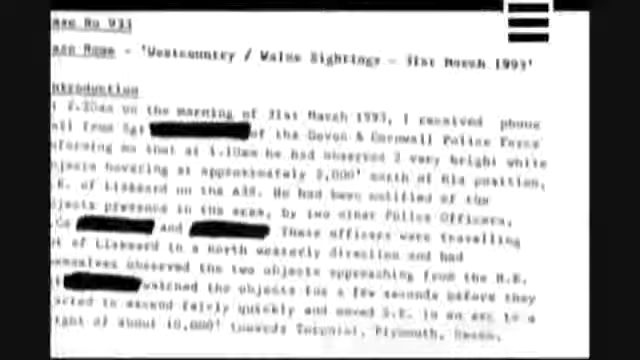 ase No 933
ase Name - 'Westcountry / Wales Sightings - 31st March 1993'
ntroduction
2.20am on the morning of 31st March 1993, I received phone
all from Sgt of the Devon & Cornwall Police Force
nforming me that at 1.10am he had observed 2 very bright white
bjects hovering at approximately 2,000' north of his position,
.E. of Liskeard on the A38. He had been notified of the
bjects presence in the area, by two other Police Officers,
and These officers were travelling
t of Liskeard in a north westerly direction and had
emselves observed the two objects approaching from the N.E.
watched the objects for a few seconds before they
arted to ascend fairly quickly and moved S.E. in an arc to a
ight of about 10,000' towards Torpoint, Plymouth, Devon.